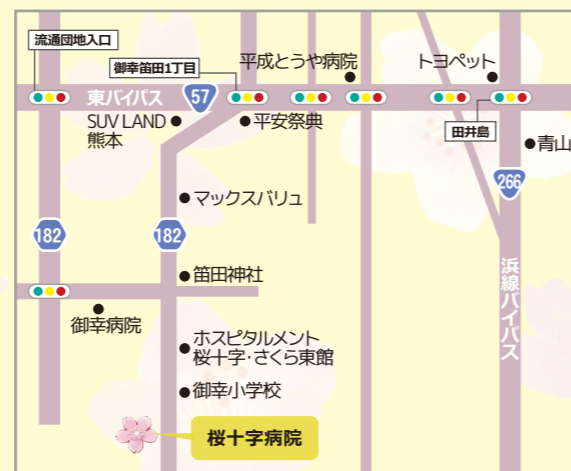 流通団地入口
御幸笛田1丁目
平成とうや病院
トヨペット
東バイパス
57
SUV LAND
熊本
平安祭典
田井島
青山
266
マックスバリュ
182
182
浜線バイパス
笛田神社
御幸病院
ホスピタルメント
桜十字・さくら東館
御幸小学校
桜十字病院